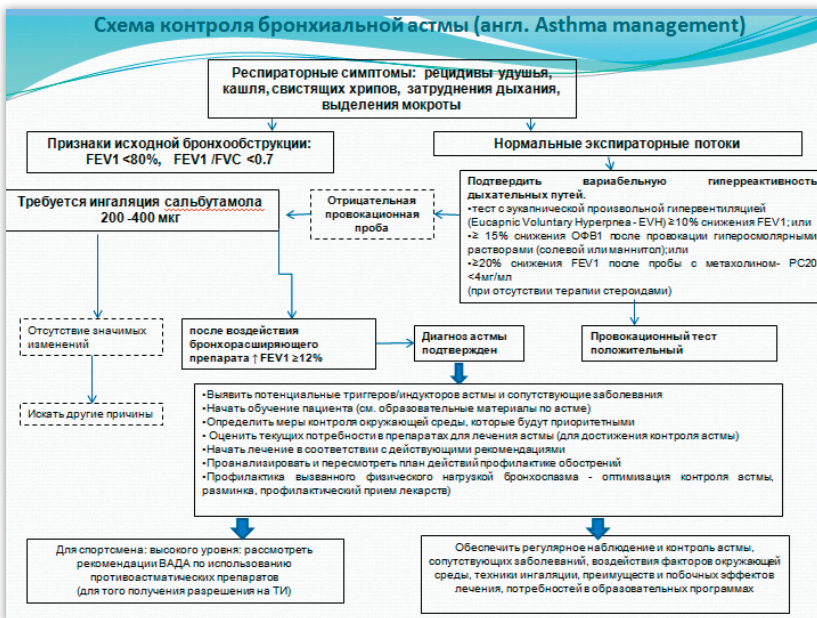 Схема контроля бронхиальной астмы (англ. Asthma management)
Респираторные симптомы: рецидивы удушья,
кашля, свистящих хрипов, затруднения дыхания,
выделения мокроты
Признаки исходной бронхообструкции:
FEV1 <80%, FEV1 /FVC <0.7
Нормальные экспираторные потоки
Требуется ингаляция сальбутамола
200 -400 мкг
Отрицательная
провокационная
проба
Подтвердить вариабельную гиперреактивность
дыхательных путей.
•тест с эукапнической произвольной гипервентиляцией
(Eucapnic Voluntary Hyperpnea - EVH) ≥10% снижения FEV1; или
•≥ 15% снижения ОФВ1 после провокации гиперосмолярными
растворами (солевой или маннитол); или
•≥20% снижения FEV1 после пробы с метахолином- PC20
<4мг/мл
(при отсутствии терапии стероидами)
Отсутствие значимых
изменений
после воздействия
бронхорасширяющего
препарата ↑ FEV1 ≥12%
Диагноз астмы
подтвержден
Провокационный тест
положительный
Искать другие причины
•Выявить потенциальные триггеров/индукторов астмы и сопутствующие заболевания
•Начать обучение пациента (см. образовательные материалы по астме)
•Определить меры контроля окружающей среды, которые будут приоритетными
• Оценить текущих потребности в препаратах для лечения астмы (для достижения контроля астмы)
•Начать лечение в соответствии с действующими рекомендациями
•Проанализировать и пересмотреть план действий профилактике обострений
•Профилактика вызванного физического нагрузкой бронхоспазма - оптимизация контроля астмы,
разминка, профилактический прием лекарств)
Для спортсмена: высокого уровня: рассмотреть
рекомендации ВАДА по использованию
противоастматических препаратов
(для того получения разрешения на ТИ)
Обеспечить регулярное наблюдение и контроль астмы,
сопутствующих заболеваний, воздействия факторов окружающей
среды, техники ингаляции, преимуществ и побочных эффектов
лечения, потребностей в образовательных программах